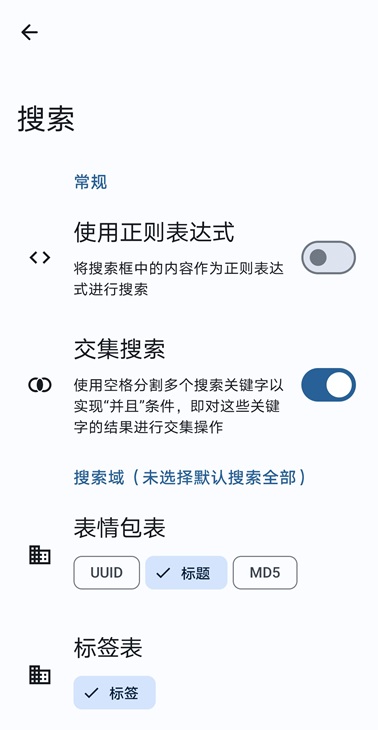 搜索
常规
使用正则表达式
将搜索框中的内容作为正则表达
式进行搜索
交集搜索
使用空格分割多个搜索关键字以
实现“并且”条件，即对这些关键
字的结果进行交集操作
搜索域（未选择默认搜索全部）
表情包表
UUID 标题 MD5
标签表
标签